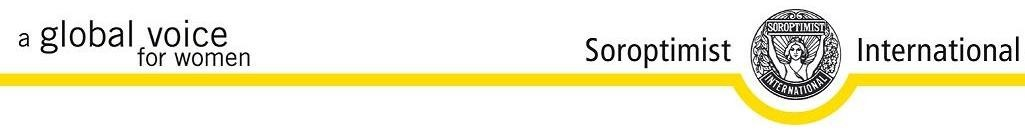 a global voice
for women
Soroptimist International
SOROPTIMIST
INTERNATIONAL